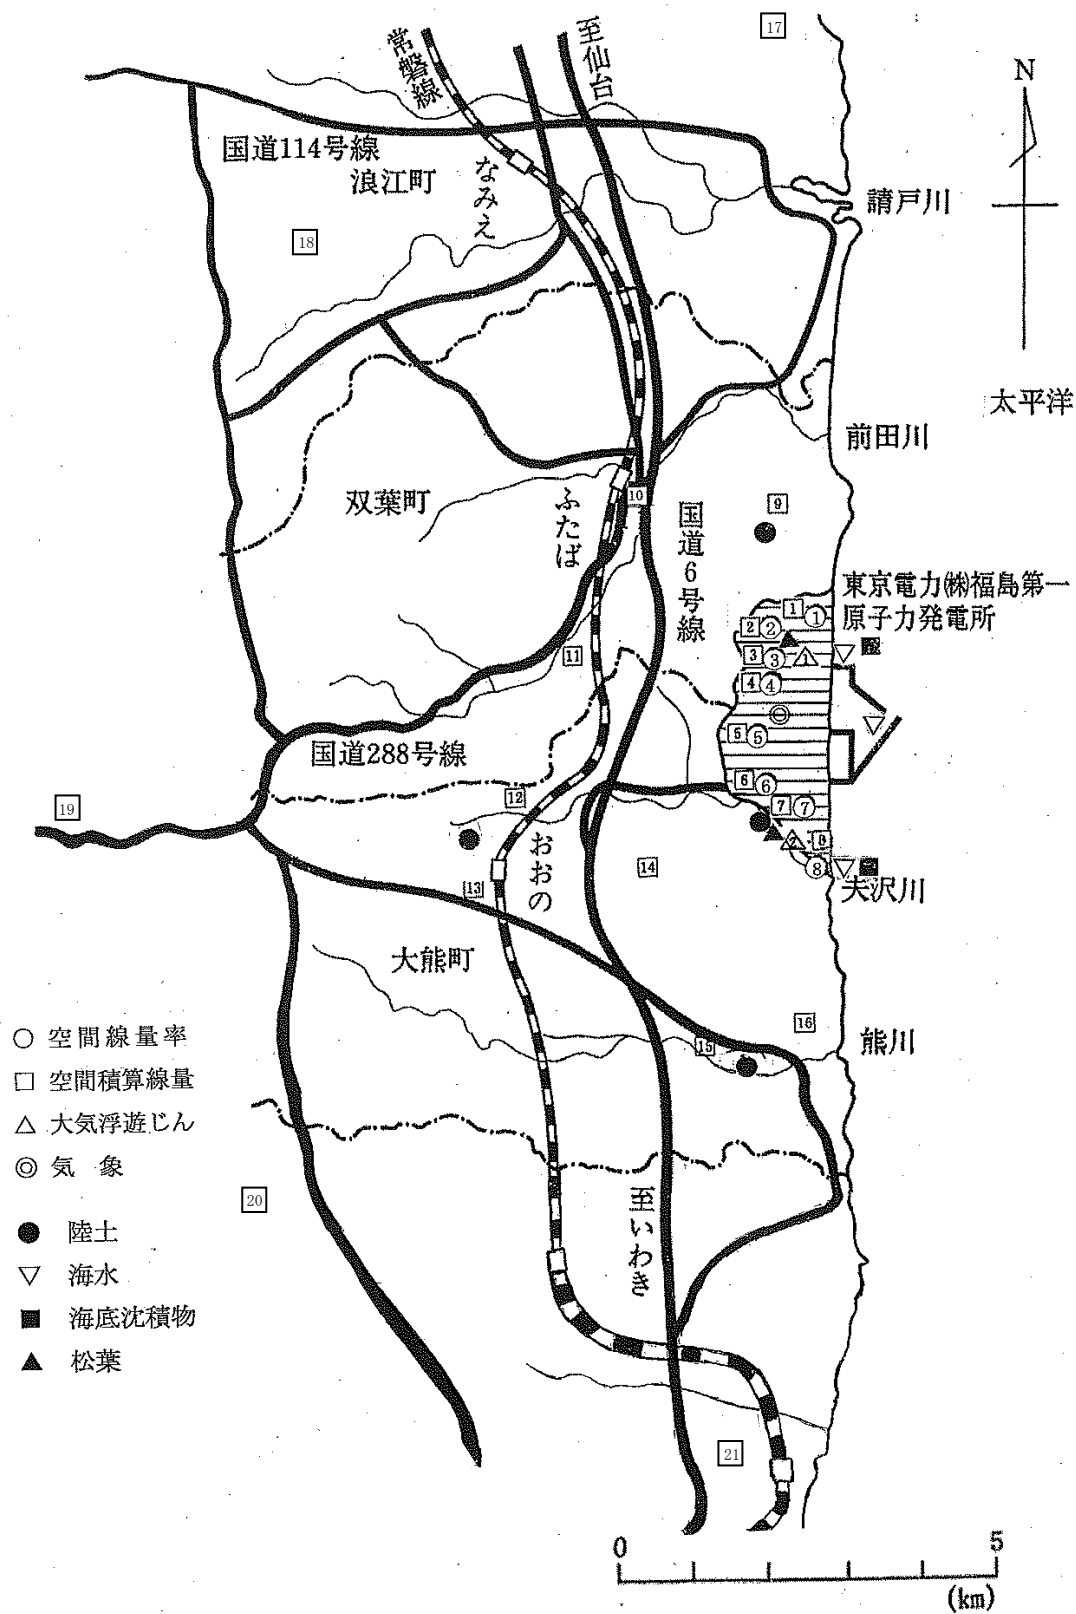 17
N
常磐線
至仙台
国道114号線
浪江町
なみえ
請戸川
18
太平洋
前田川
双葉町
ふたば
10
9
国道6号線
東京電力㈱福島第一
原子力発電所
1 ①
2 ②
3 ③ 1
4 ④
5 ⑤
6 ⑥
7 ⑦
2 8
⑧
11
国道288号線
19
12
おおの
13
14
夫沢川
大熊町
16
15
熊川
○ 空間線量率
□ 空間積算線量
△ 大気浮遊じん
◎ 気象
● 陸土
▽ 海水
■ 海底沈積物
▲ 松葉
20
至いわき
21
0 5
(km)